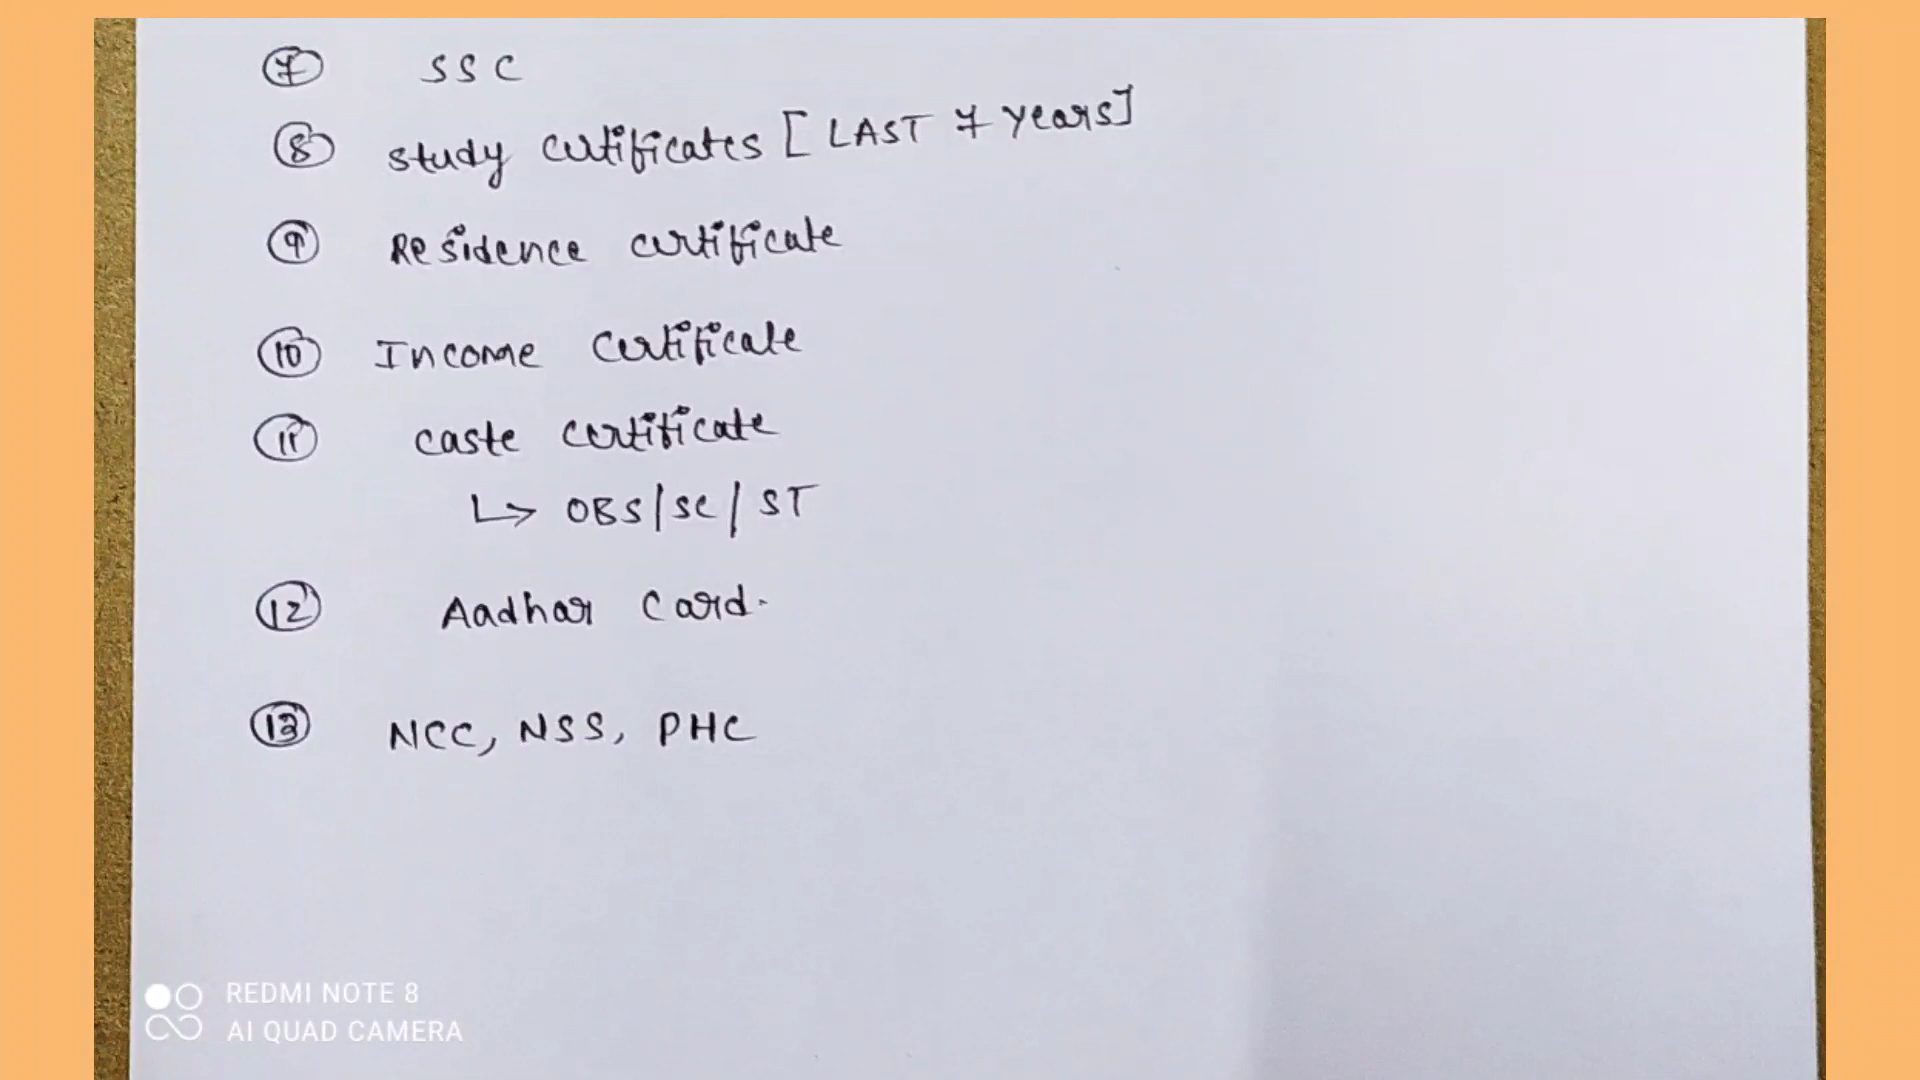 7 SSC
8 study certificates [LAST 7 years]
9 Residence certificate
10 Income certificate
11 caste certificate
↳ OBS/SC/ST
12 Aadhar Card.
13 NCC, NSS, PHC
REDMI NOTE 8
AI QUAD CAMERA